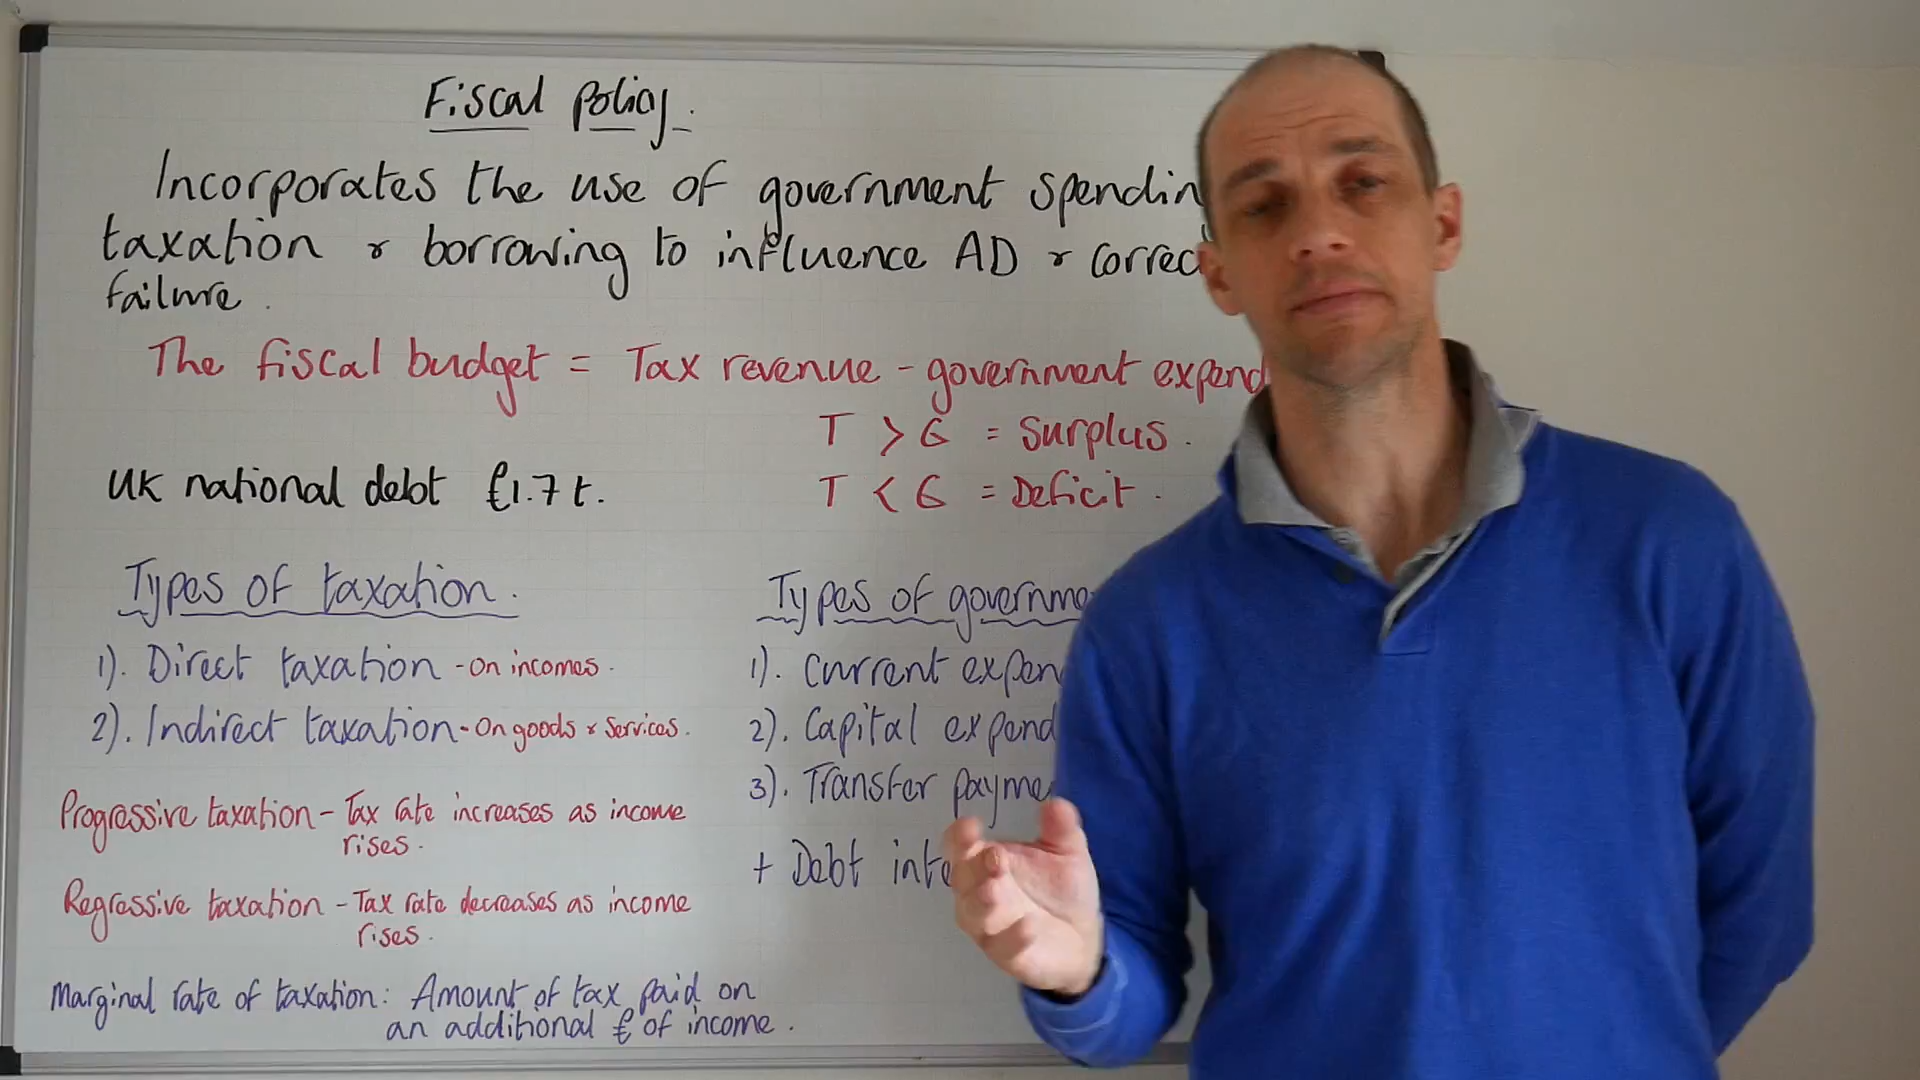 Fiscal policy.
Incorporates the use of government spendin
taxation & borrowing to influence AD & correc
failure.
The fiscal budget = Tax revenue - government expend
T > G = Surplus.
T < G = Deficit.
UK national debt £1.7t.
Types of taxation.
1). Direct taxation - on incomes.
2). Indirect taxation - on goods & services.
Progressive taxation - Tax rate increases as income
rises.
Regressive taxation - Tax rate decreases as income
rises.
Marginal rate of taxation: Amount of tax paid on
an additional £ of income.
Types of governme
1). Current expen
2). Capital expend
3). Transfer payme
+ Debt inte